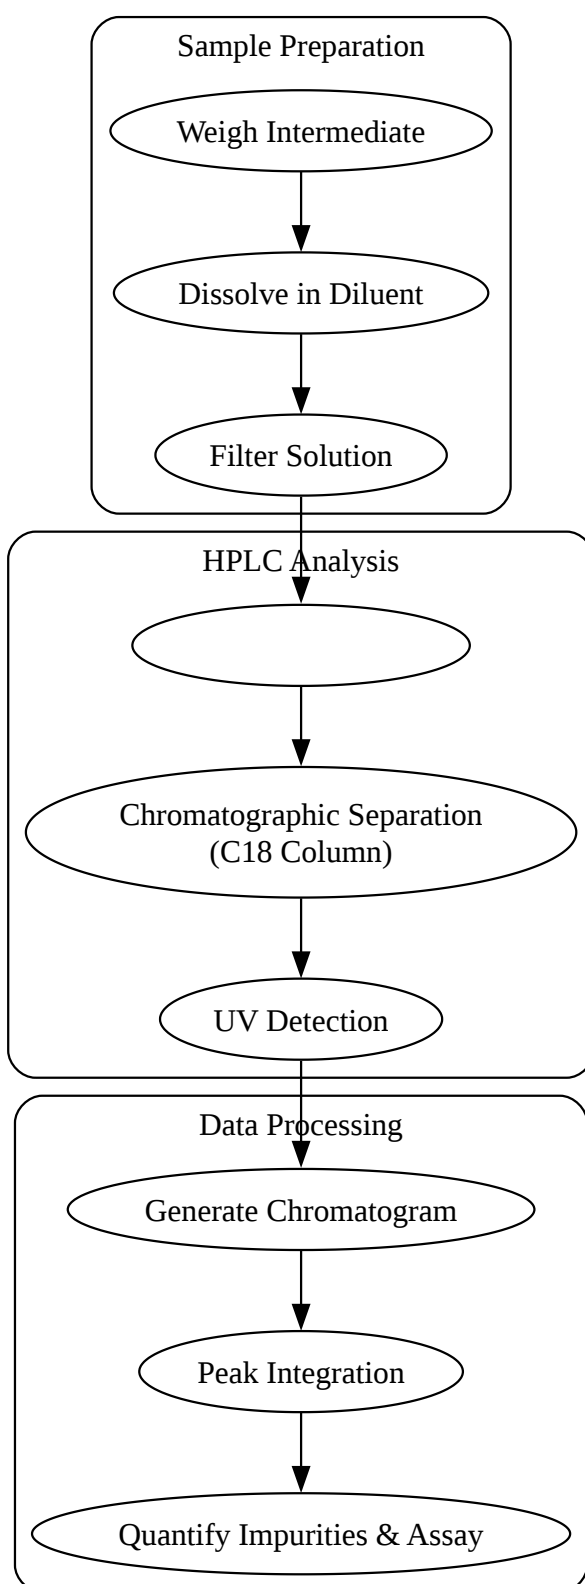 Sample Preparation
Weigh Intermediate
Dissolve in Diluent
Filter Solution
HPLC Analysis
Chromatographic Separation
(C18 Column)
UV Detection
Data Processing
Generate Chromatogram
Peak Integration
Quantify Impurities & Assay